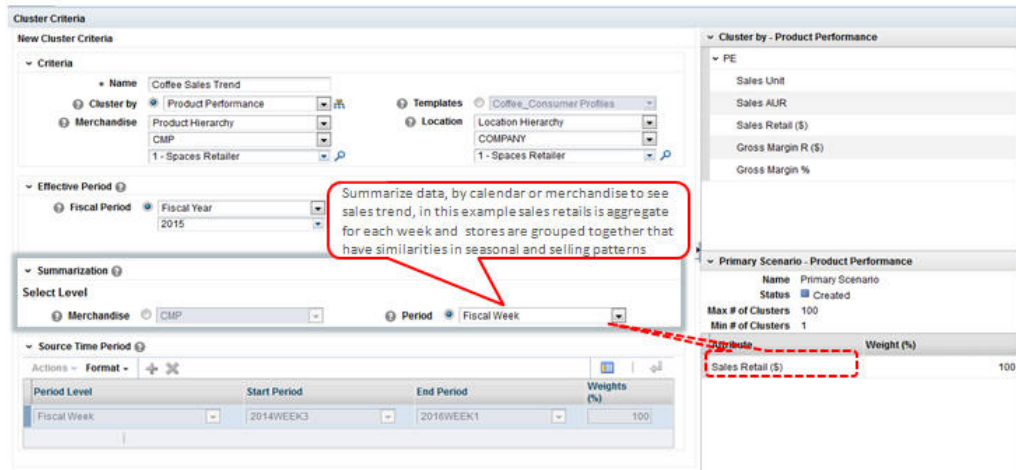 Cluster Criteria
New Cluster Criteria
Criteria
Name Coffee Sales Trend
Cluster by Product Performance
Templates Coffee_Consumer Profiles
Merchandise Product Hierarchy
Location Location Hierarchy
CMP
COMPANY
1 - Spaces Retailer
1 - Spaces Retailer
Effective Period
Fiscal Period Fiscal Year
2015
Summarize data, by calendar or merchandise to see
sales trend, in this example sales retails is aggregate
for each week and stores are grouped together that
have similarities in seasonal and selling patterns
Summarization
Select Level
Merchandise CMP
Period Fiscal Week
Source Time Period
Actions Format
Period Level Start Period End Period Weights
(%)
Fiscal Week 2014WEEK3 2016WEEK1 100
Cluster by - Product Performance
PE
Sales Unit
Sales AUR
Sales Retail ($)
Gross Margin R ($)
Gross Margin %
Primary Scenario - Product Performance
Name Primary Scenario
Status Created
Max # of Clusters 100
Min # of Clusters 1
Attribute Weight (%)
Sales Retail ($) 100